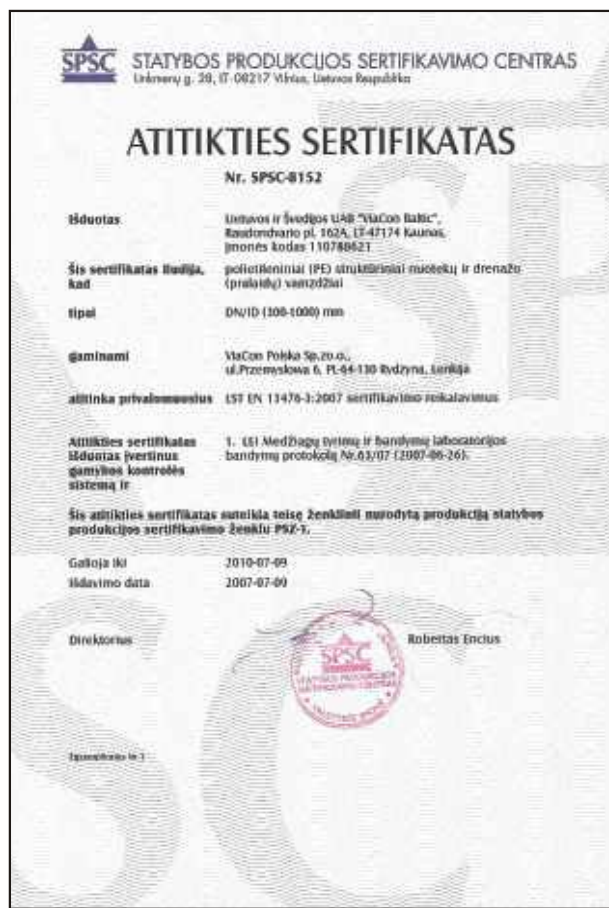 SPSC
STATYBOS PRODUKCIJOS SERTIFIKAVIMO CENTRAS
Linkmenų g. 28, LT-08217 Vilnius, Lietuvos Respublika
ATITIKTIES SERTIFIKATAS
Nr. SPSC-8152
Išduotas
Lietuvos ir Švedijos UAB "ViaCon Baltic",
Raudondvario pl. 162A, LT-47174 Kaunas,
įmonės kodas 110788621
Šis sertifikatas liudija, kad
polietileniniai (PE) struktūriniai nuotekų ir drenažo
(pralaidų) vamzdžiai
tipai
DN/ID (300-1000) mm
gaminami
ViaCon Polska Sp.zo.o.,
ul.Przemysłowa 6, PL-64-130 Rydzyna, Lenkija
atitinka privalomuosius
LST EN 13476-3:2007 sertifikavimo reikalavimus
Atitikties sertifikatas
išduotas įvertinus
gamybos kontrolės
sistemą ir
1. LEI Medžiagų tyrimų ir bandymų laboratorijos
bandymų protokolą Nr.63/07 (2007-06-26).
Šis atitikties sertifikatas suteikia teisę ženklinti nurodytą produkciją statybos
produkcijos sertifikavimo ženklu PSZ-1.
Galioja iki
2010-07-09
Išdavimo data
2007-07-09
Direktorius
Robertas Encius
SPSC
STATYBOS PRODUKCIJOS
SERTIFIKAVIMO CENTRAS